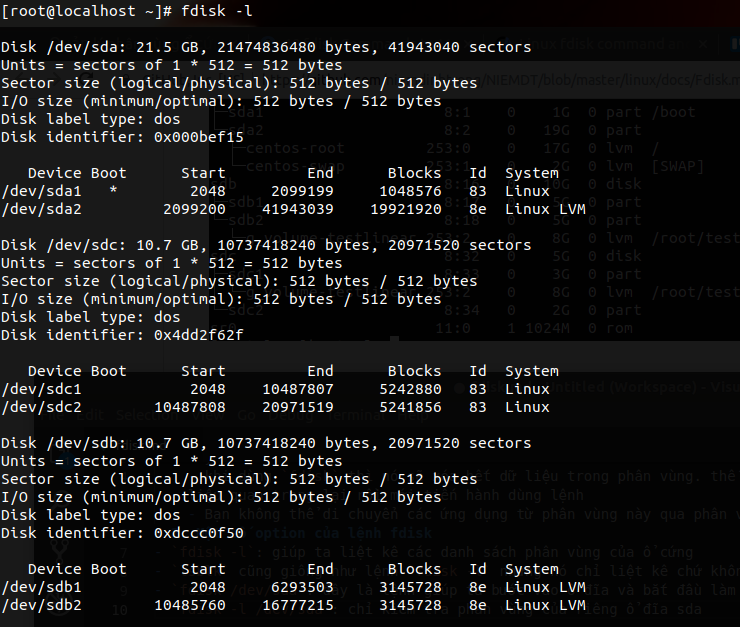 [root@localhost ~]# fdisk -l
Disk /dev/sda: 21.5 GB, 21474836480 bytes, 41943040 sectors
Units = sectors of 1 * 512 = 512 bytes
Sector size (logical/physical): 512 bytes / 512 bytes
I/O size (minimum/optimal): 512 bytes / 512 bytes
Disk label type: dos
Disk identifier: 0x000bef15
Device Boot Start End Blocks Id System
/dev/sda1 * 2048 2099199 1048576 83 Linux
/dev/sda2 2099200 41943039 19921920 8e Linux LVM
Disk /dev/sdc: 10.7 GB, 10737418240 bytes, 20971520 sectors
Units = sectors of 1 * 512 = 512 bytes
Sector size (logical/physical): 512 bytes / 512 bytes
I/O size (minimum/optimal): 512 bytes / 512 bytes
Disk label type: dos
Disk identifier: 0x4dd2f62f
Device Boot Start End Blocks Id System
/dev/sdc1 2048 10487807 5242880 83 Linux
/dev/sdc2 10487808 20971519 5241856 83 Linux
Disk /dev/sdb: 10.7 GB, 10737418240 bytes, 20971520 sectors
Units = sectors of 1 * 512 = 512 bytes
Sector size (logical/physical): 512 bytes / 512 bytes
I/O size (minimum/optimal): 512 bytes / 512 bytes
Disk label type: dos
Disk identifier: 0xdccc0f50
Device Boot Start End Blocks Id System
/dev/sdb1 2048 6293503 3145728 8e Linux LVM
/dev/sdb2 10485760 16777215 3145728 8e Linux LVM